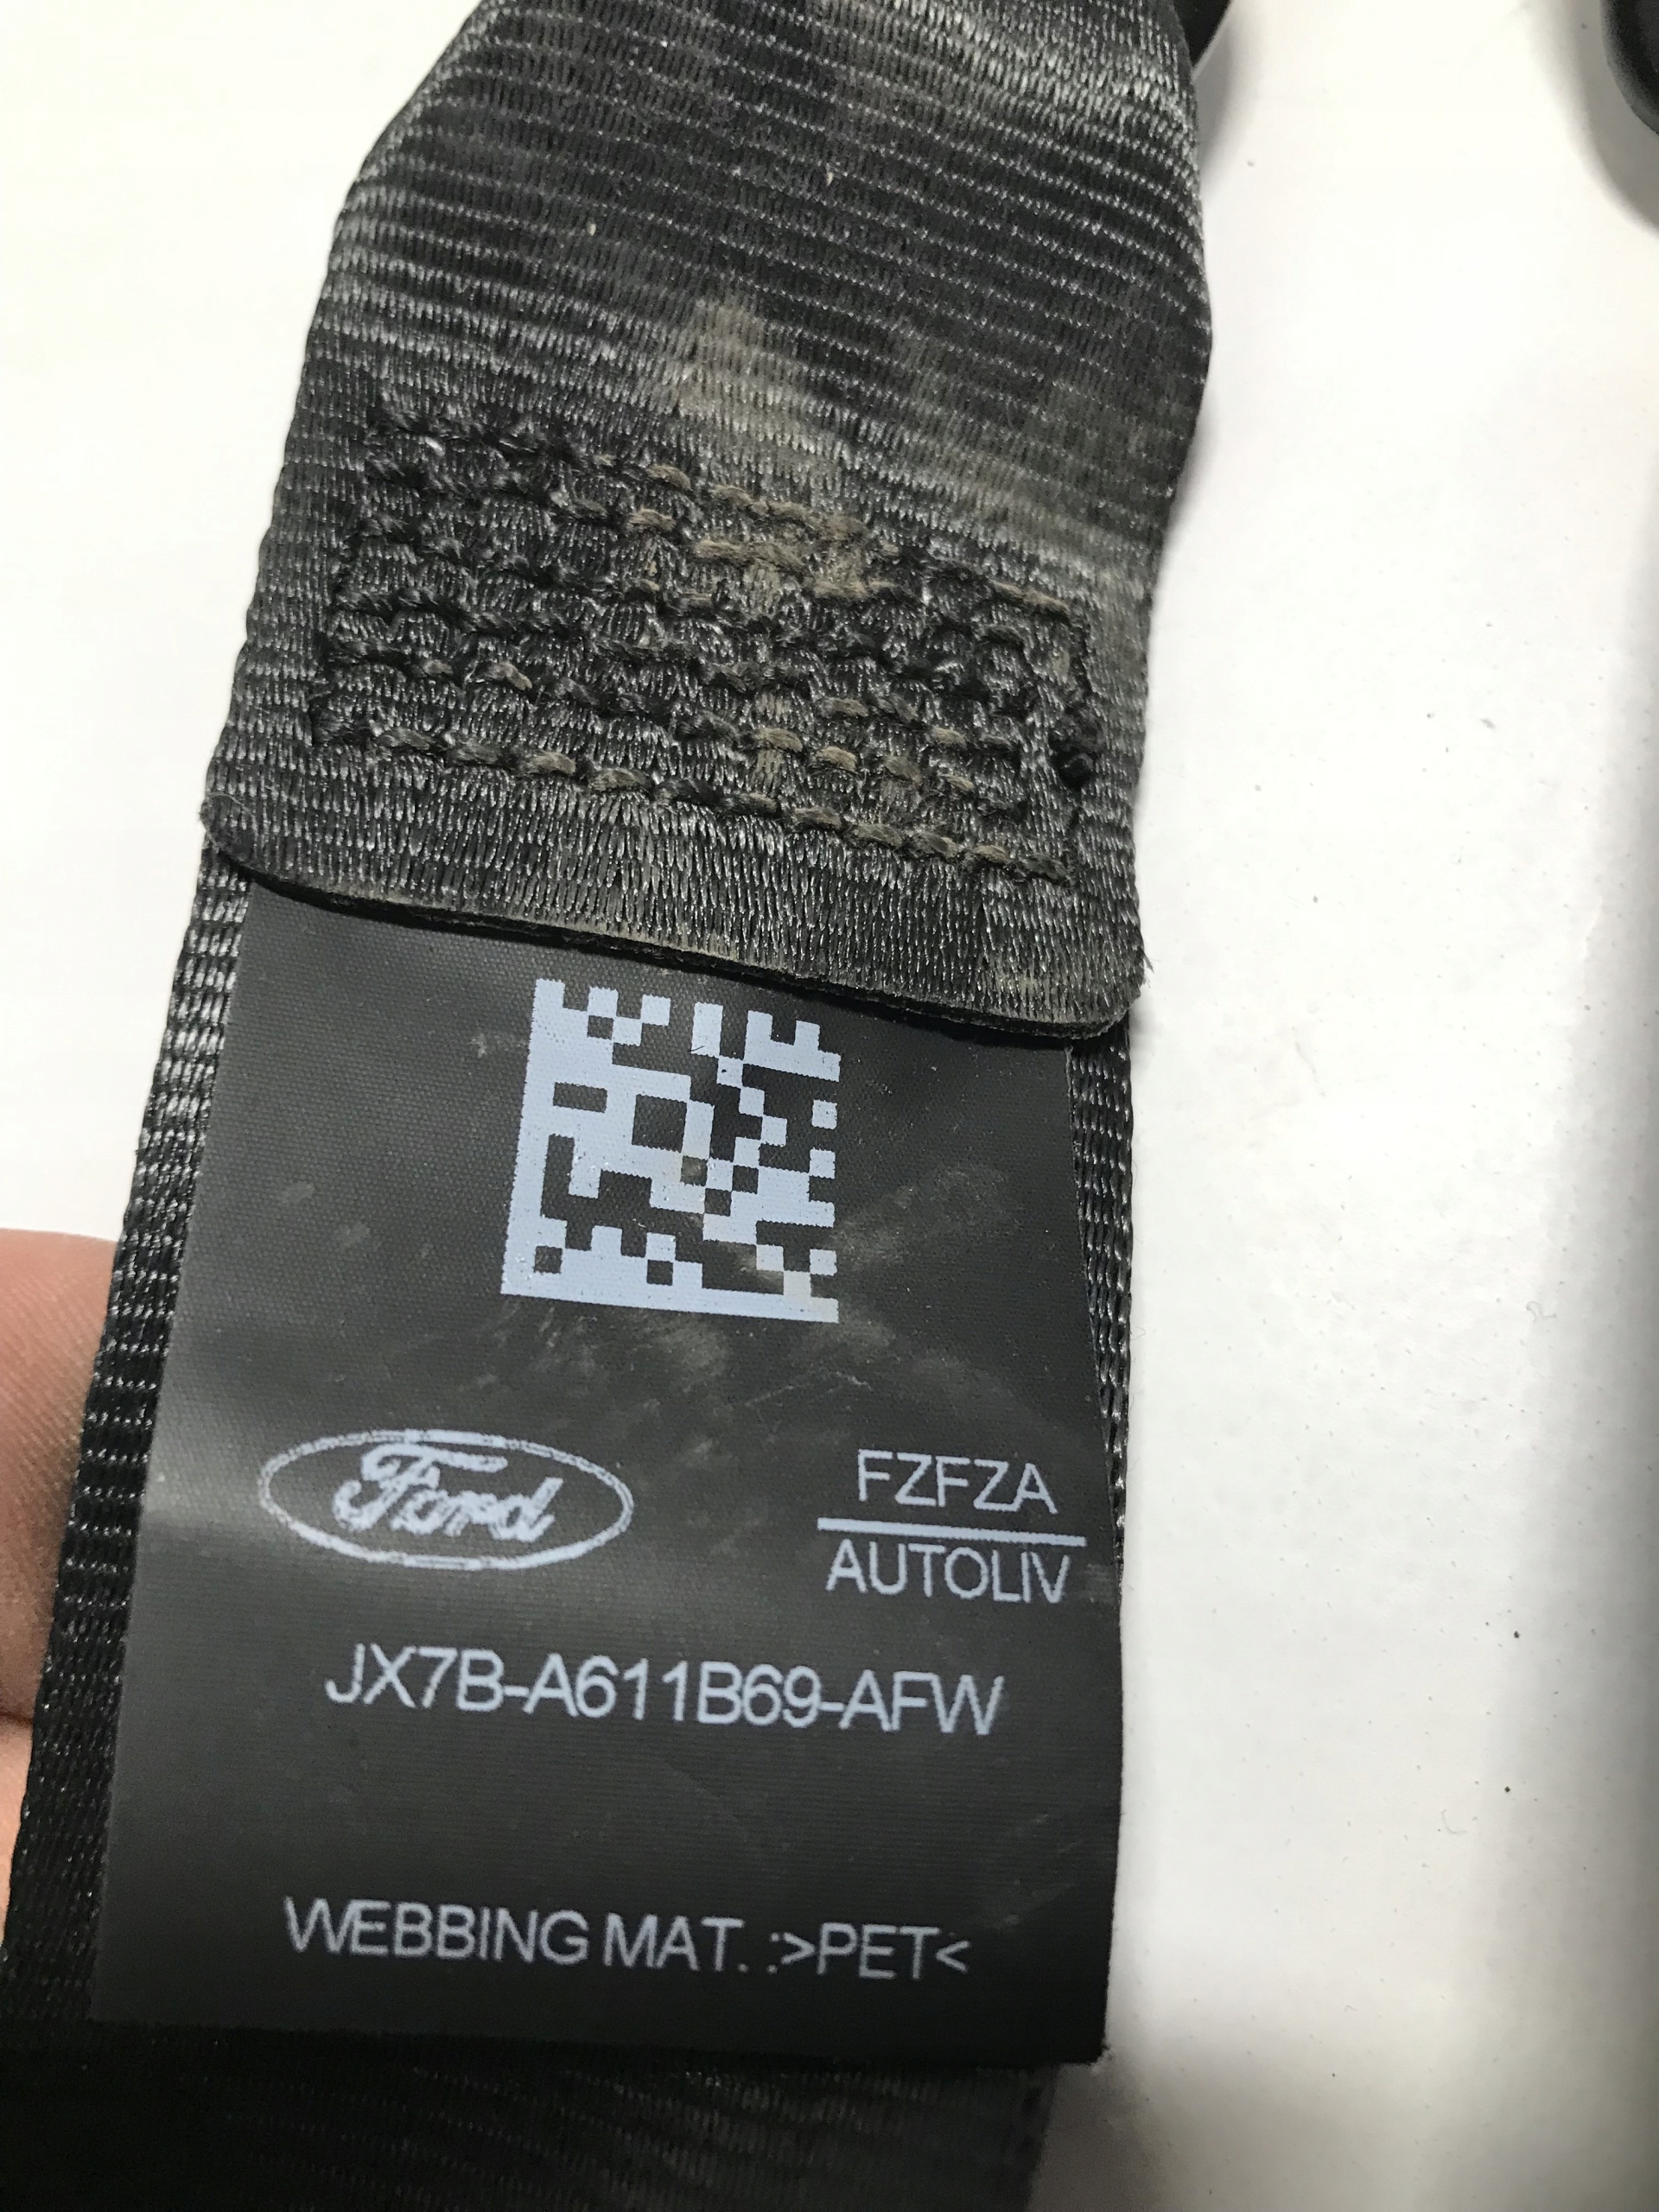 Ford
FZFZA
AUTOLIV
JX7B-A611B69-AFW
WEBBING MAT. :>PET<